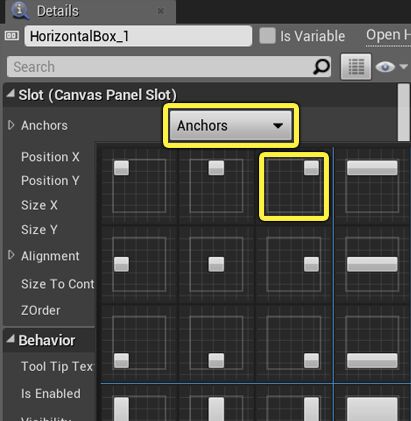 Details
HorizontalBox_1
Is Variable
Open H
Search
Slot (Canvas Panel Slot)
Anchors
Anchors
Position X
Position Y
Size X
Size Y
Alignment
Size To Cont
ZOrder
Behavior
Tool Tip Tex
Is Enabled
Visibility